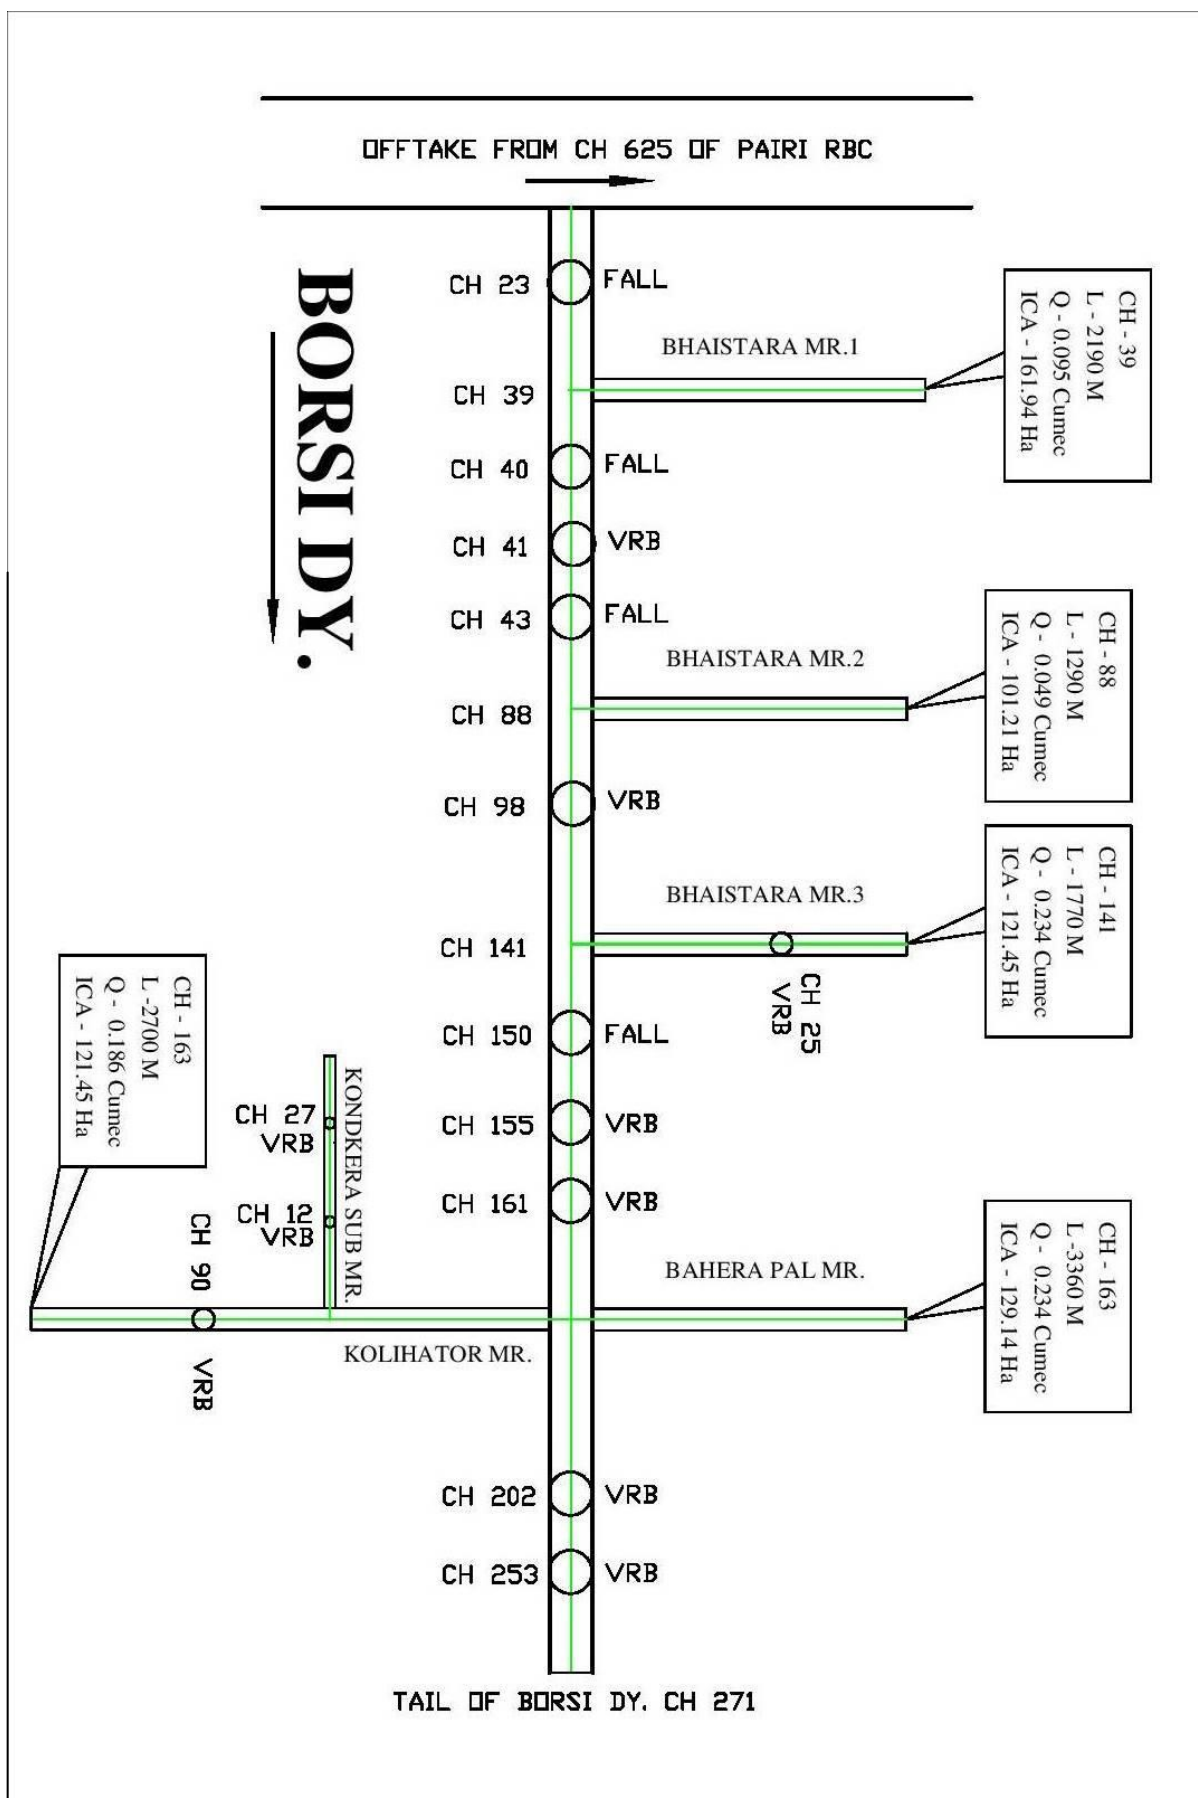 OFFTAKE FROM CH 625 OF PAIRI RBC
BORSI DY.
CH 23
FALL
BHAISTARA MR.1
CH 39
CH - 39
L - 2190 M
Q - 0.095 Cumec
ICA - 161.94 Ha
CH 40
FALL
CH 41
VRB
CH 43
FALL
BHAISTARA MR.2
CH 88
CH - 88
L - 1290 M
Q - 0.049 Cumec
ICA - 101.21 Ha
CH 98
VRB
BHAISTARA MR.3
CH 141
CH 25
VRB
CH - 141
L - 1770 M
Q - 0.234 Cumec
ICA - 121.45 Ha
CH 150
FALL
CH 155
VRB
CH 161
VRB
CH - 163
L -2700 M
Q - 0.186 Cumec
ICA - 121.45 Ha
KONDKERA SUB MR.
CH 27
VRB
CH 12
VRB
CH 90
VRB
KOLIHATOR MR.
BAHERA PAL MR.
CH - 163
L -3360 M
Q - 0.234 Cumec
ICA - 129.14 Ha
CH 202
VRB
CH 253
VRB
TAIL OF BORSI DY. CH 271